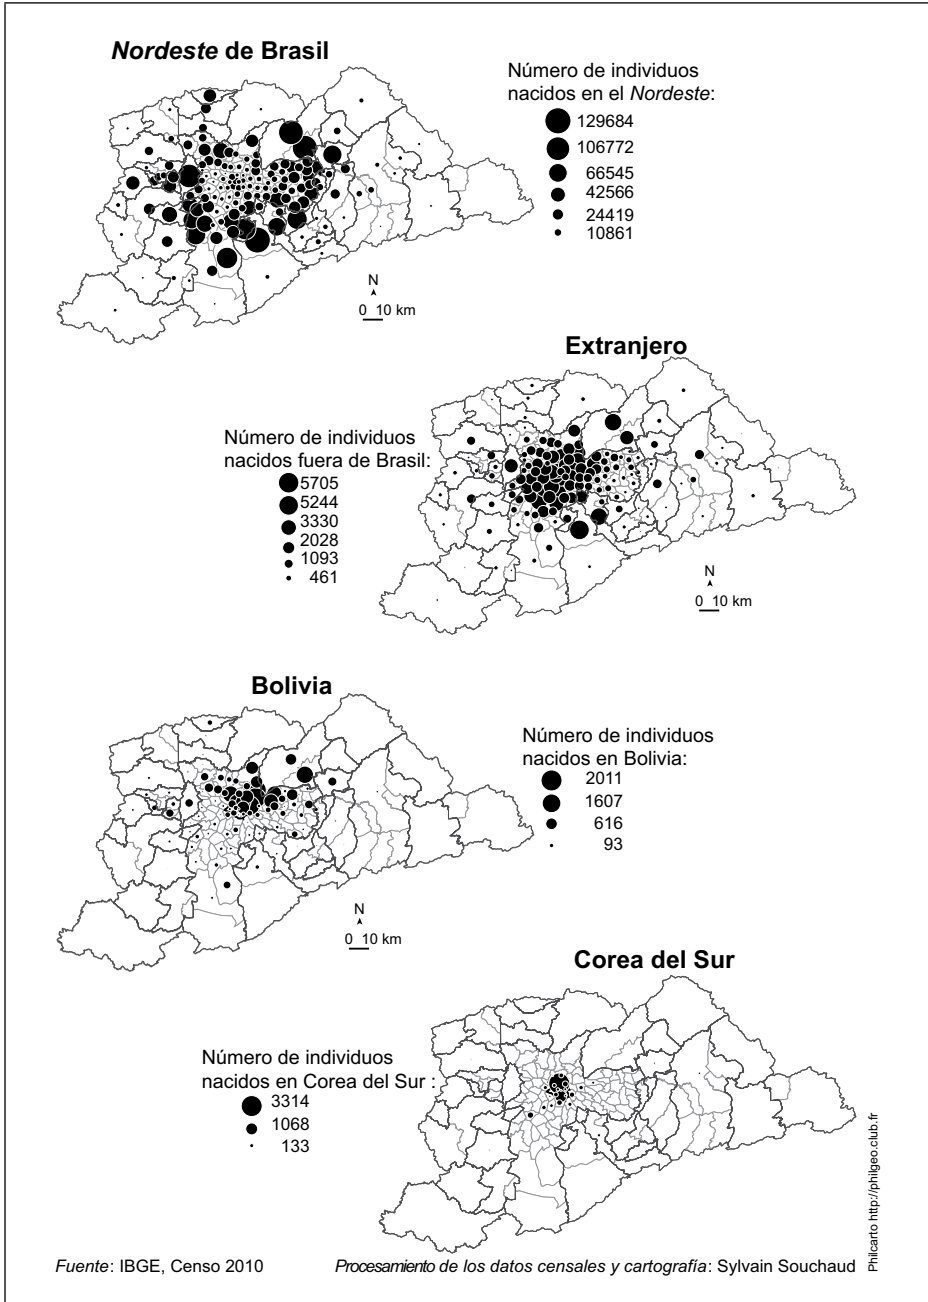 Nordeste de Brasil
Número de individuos
nacidos en el Nordeste:
129684
106772
66545
42566
24419
10861
N
0 10 km
Extranjero
Número de individuos
nacidos fuera de Brasil:
5705
5244
3330
2028
1093
461
N
0 10 km
Bolivia
Número de individuos
nacidos en Bolivia:
2011
1607
616
93
N
0 10 km
Corea del Sur
Número de individuos
nacidos en Corea del Sur :
3314
1068
133
Philcarto http://philgeo.club.fr
Fuente: IBGE, Censo 2010
Procesamiento de los datos censales y cartografía: Sylvain Souchaud